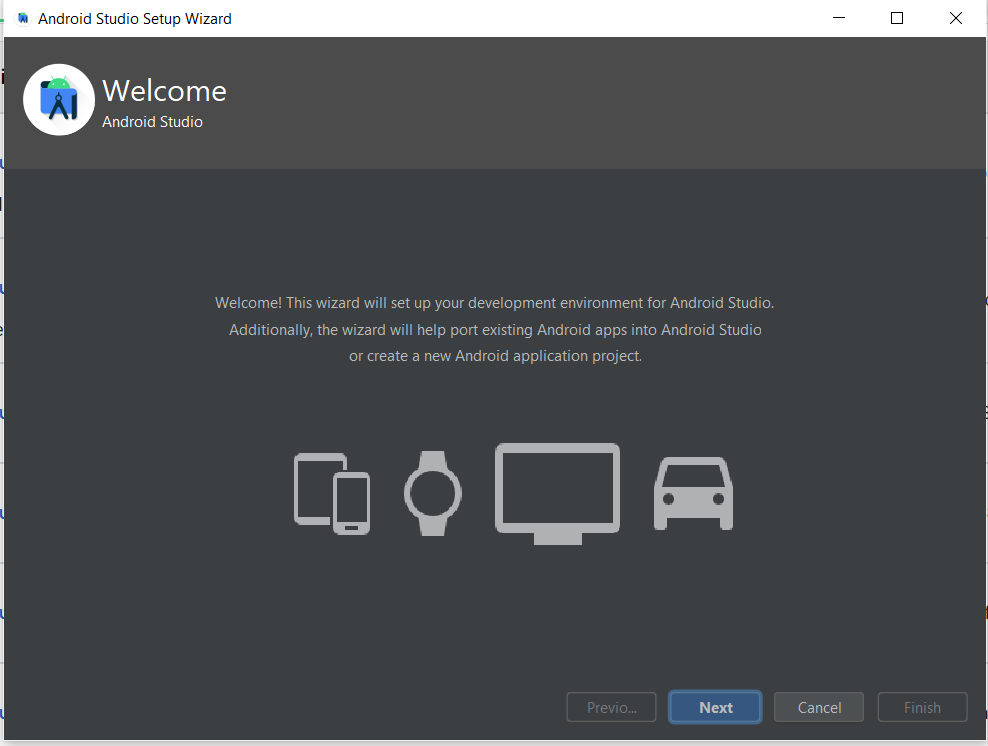 Android Studio Setup Wizard
Welcome
Android Studio
Welcome! This wizard will set up your development environment for Android Studio.
Additionally, the wizard will help port existing Android apps into Android Studio
or create a new Android application project.
Previo...
Next
Cancel
Finish